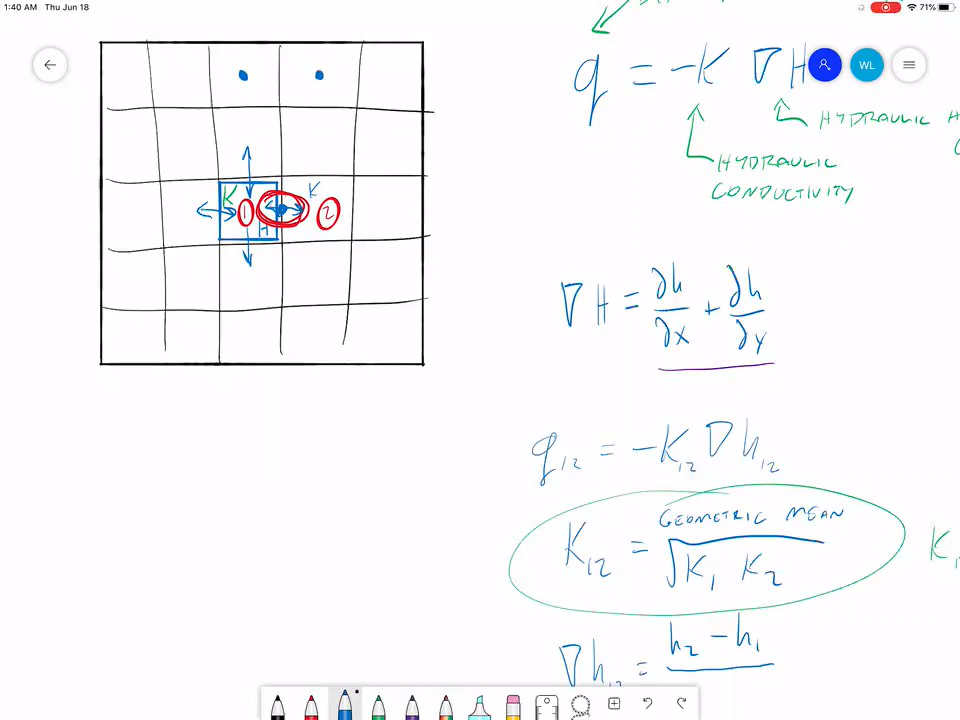 1:40 AM Thu Jun 18
71%
WL
q = -K ∇ H
HYDRAULIC
HYDRAULIC
CONDUCTIVITY
K
K
1
2
H
∇ H = ∂h/∂x + ∂h/∂y
q12 = -K12 ∇ h12
GEOMETRIC MEAN
K12 = √K1 K2
∇ h12 = h2 - h1